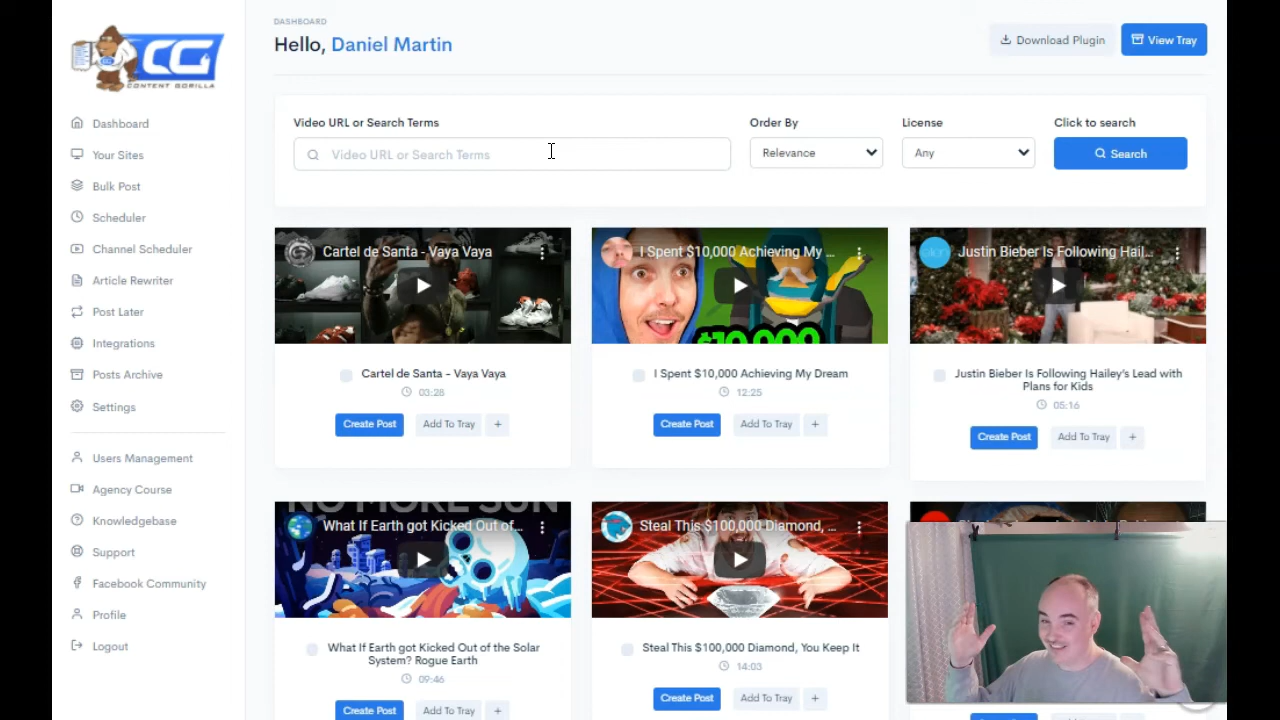 CG
CONTENT GORILLA
Dashboard
Your Sites
Bulk Post
Scheduler
Channel Scheduler
Article Rewriter
Post Later
Integrations
Posts Archive
Settings
Users Management
Agency Course
Knowledgebase
Support
Facebook Community
Profile
Logout
DASHBOARD
Hello, Daniel Martin
Download Plugin
View Tray
Video URL or Search Terms
Video URL or Search Terms
Order By
Relevance
License
Any
Click to search
Search
Cartel de Santa - Vaya Vaya
Cartel de Santa - Vaya Vaya
03:28
Create Post
Add To Tray
+
I Spent $10,000 Achieving My ...
$10,000
I Spent $10,000 Achieving My Dream
12:25
Create Post
Add To Tray
+
Justin Bieber Is Following Hail...
Justin Bieber Is Following Hailey's Lead with
Plans for Kids
05:16
Create Post
Add To Tray
+
NO MORE SUN
What If Earth got Kicked Out of...
What If Earth got Kicked Out of the Solar
System? Rogue Earth
09:46
Create Post
Add To Tray
+
Steal This $100,000 Diamond, ...
Steal This $100,000 Diamond, You Keep It
14:03
Create Post
Add To Tray
+